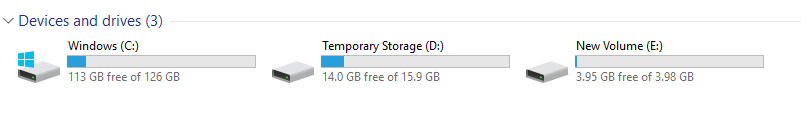 Devices and drives (3)
Windows (C:)
113 GB free of 126 GB
Temporary Storage (D:)
14.0 GB free of 15.9 GB
New Volume (E:)
3.95 GB free of 3.98 GB